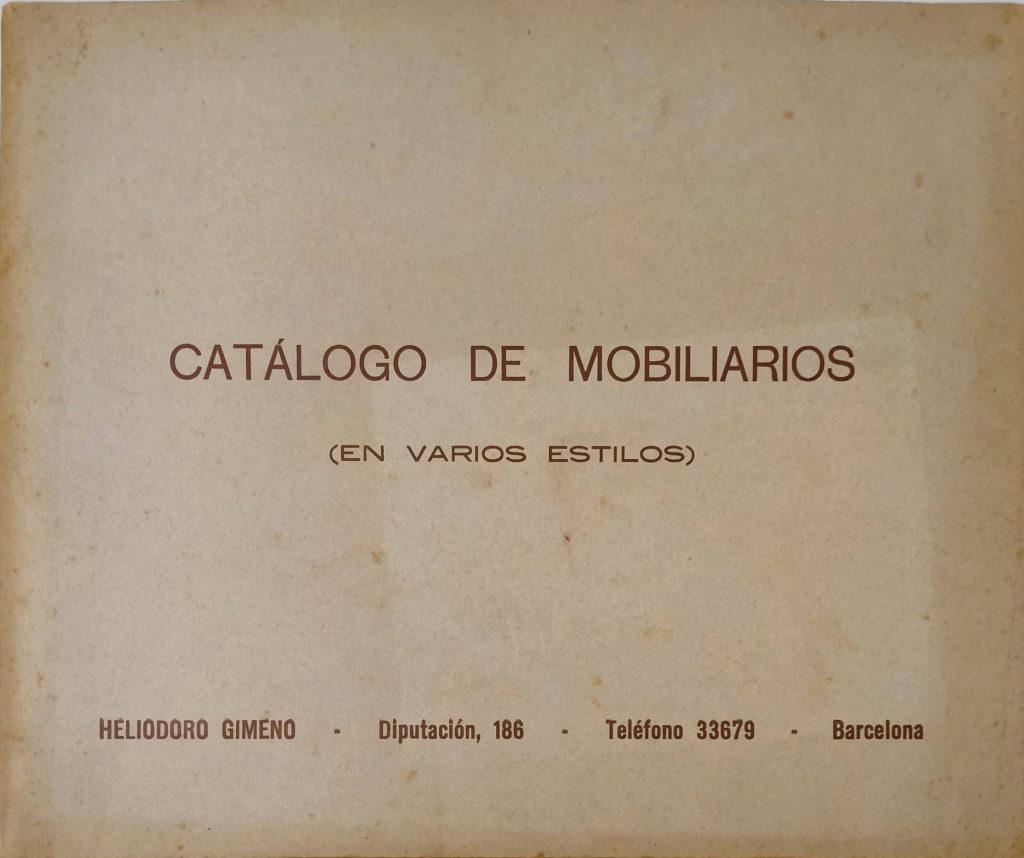 CATÁLOGO DE MOBILIARIOS
(EN VARIOS ESTILOS)
HELIODORO GIMENO - Diputación, 186 - Teléfono 33679 - Barcelona